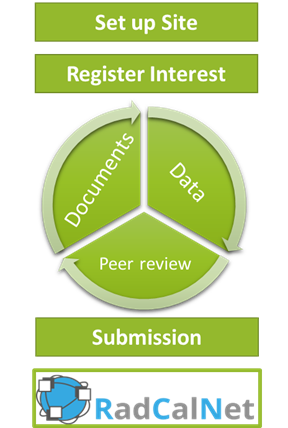 Set up Site
Register Interest
Documents
Data
Peer review
Submission
RadCalNet